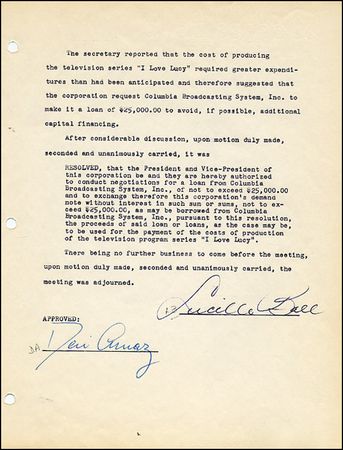 The secretary reported that the cost of producing
the television series "I Love Lucy" required greater expendi-
tures than had been anticipated and therefore suggested that
the corporation request Columbia Broadcasting System, Inc. to
make it a loan of $25,000.00 to avoid, if possible, additional
capital financing.
After considerable discussion, upon motion duly made,
seconded and unanimously carried, it was
RESOLVED, that the President and Vice-President of
this corporation be and they are hereby authorized
to conduct negotiations for a loan from Columbia
Broadcasting System, Inc., of not to exceed $25,000.00
and to exchange therefore this corporation's demand
note without interest in such sum or sums, not to ex-
ceed $25,000.00, as may be borrowed from Columbia
Broadcasting System, Inc., pursuant to this resolution,
the proceeds of said loan or loans, as the case may be,
to be used for the payment of the costs of production
of the television program series "I Love Lucy".
There being no further business to come before the meeting,
upon motion duly made, seconded and unanimously carried, the
meeting was adjourned.
Lucille Ball
APPROVED:
DA Desi Arnaz